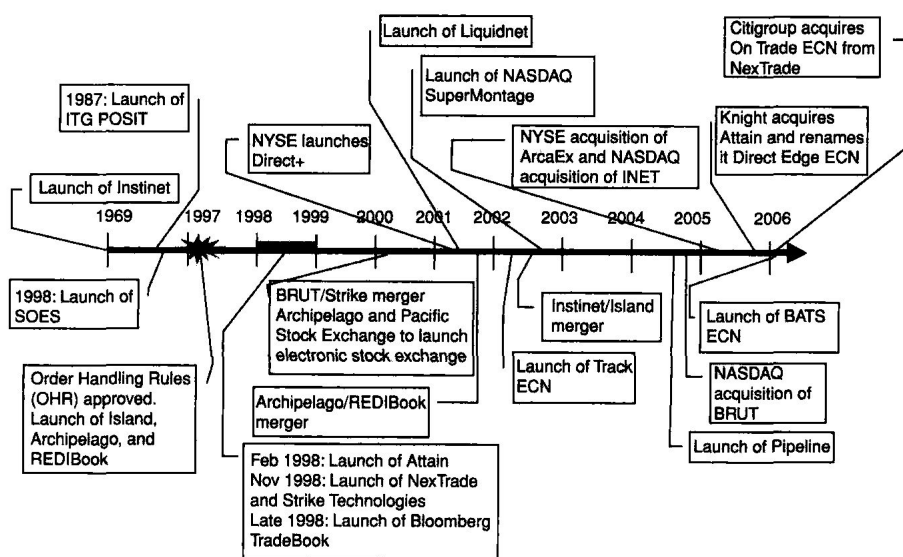 Launch of Liquidnet
Citigroup acquires
On Trade ECN from
NexTrade
Launch of NASDAQ
SuperMontage
1987: Launch of
ITG POSIT
NYSE launches
Direct+
NYSE acquisition of
ArcaEx and NASDAQ
acquisition of INET
Knight acquires
Attain and renames
it Direct Edge ECN
Launch of Instinet
1969 1997 1998 1999 2000 2001 2002 2003 2004 2005 2006
1998: Launch of
SOES
BRUT/Strike merger
Archipelago and Pacific
Stock Exchange to launch
electronic stock exchange
Instinet/Island
merger
Launch of BATS
ECN
Order Handling Rules
(OHR) approved.
Launch of Island,
Archipelago, and
REDIBook
Launch of Track
ECN
NASDAQ
acquisition of
BRUT
Archipelago/REDIBook
merger
Launch of Pipeline
Feb 1998: Launch of Attain
Nov 1998: Launch of NexTrade
and Strike Technologies
Late 1998: Launch of Bloomberg
TradeBook